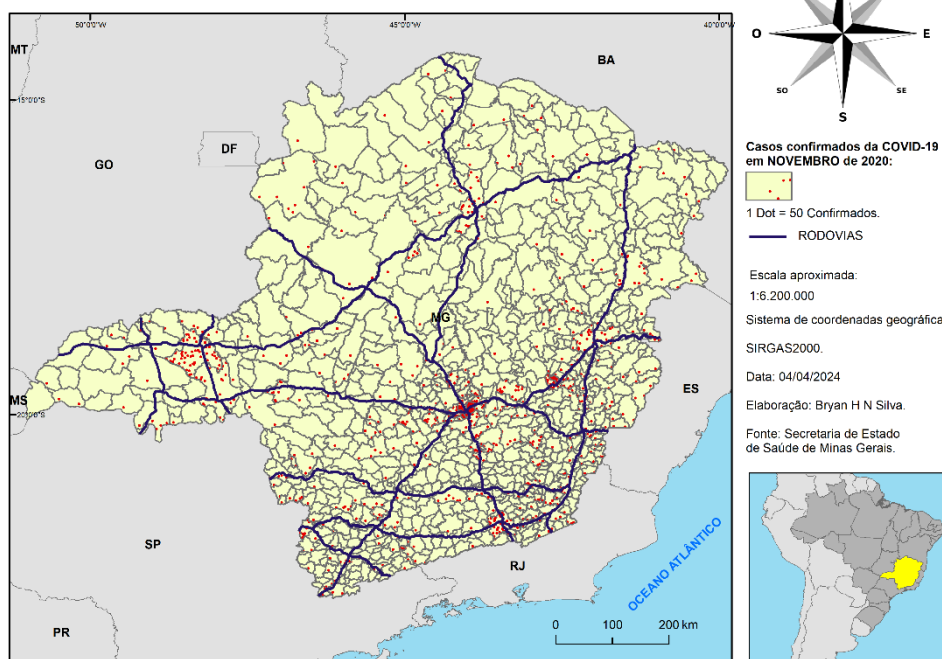 50°0'0"W
45°0'0"W
40°0'0"W
MT
BA
15°0'0"S
DF
GO
MG
MS
20°0'0"S
ES
SP
RJ
OCEANO ATLÂNTICO
PR
0 100 200 km
O
E
SO
SE
S
Casos confirmados da COVID-19
em NOVEMBRO de 2020:
1 Dot = 50 Confirmados.
RODOVIAS
Escala aproximada:
1:6.200.000
Sistema de coordenadas geográfica
SIRGAS2000.
Data: 04/04/2024
Elaboração: Bryan H N Silva.
Fonte: Secretaria de Estado
de Saúde de Minas Gerais.